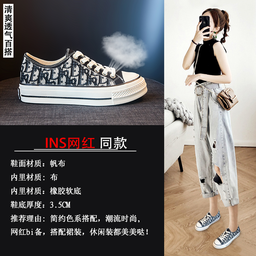 清爽透气百搭
INS网红 同款
鞋面材质：帆布
内里材质：布
内里材质：橡胶软底
鞋底厚度：3.5CM
推荐理由：简约色系搭配，潮流时尚，
网红bi备，搭配裙装，休闲装都美美哒！